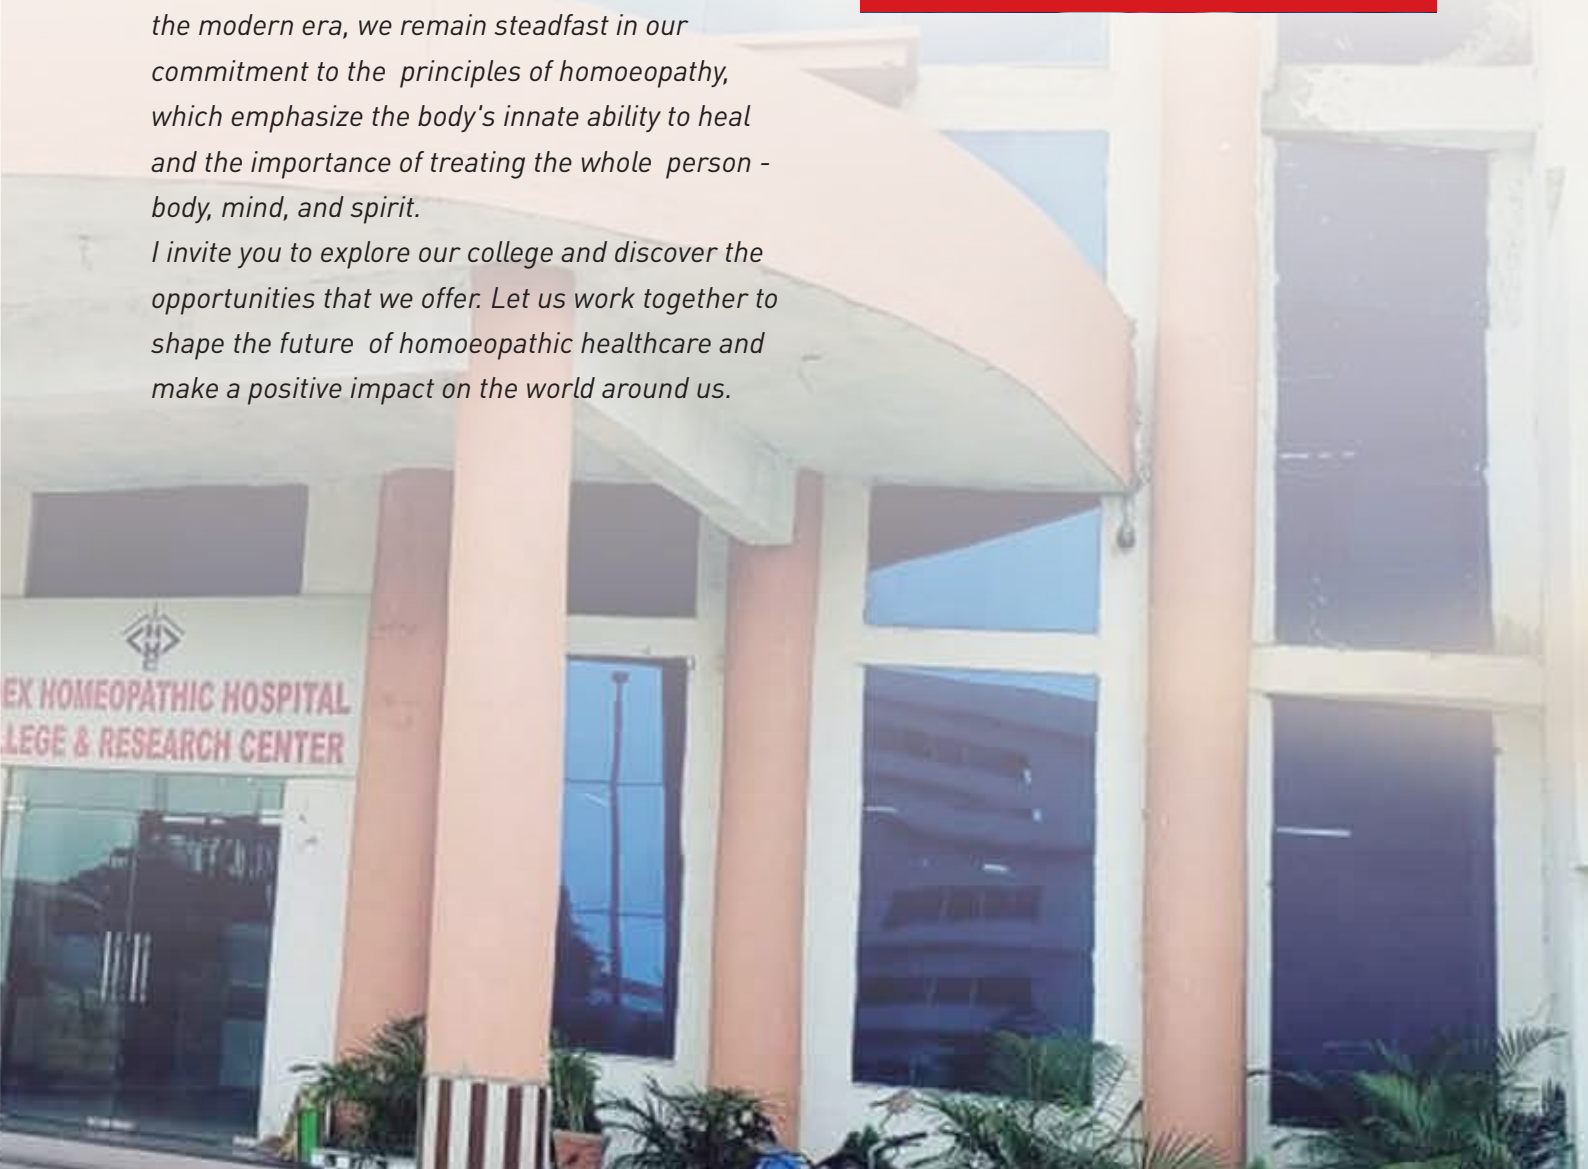 the modern era, we remain steadfast in our
commitment to the principles of homoeopathy,
which emphasize the body's innate ability to heal
and the importance of treating the whole person -
body, mind, and spirit.
I invite you to explore our college and discover the
opportunities that we offer. Let us work together to
shape the future of homoeopathic healthcare and
make a positive impact on the world around us.
EX HOMEOPATHIC HOSPITAL
LEGE & RESEARCH CENTER